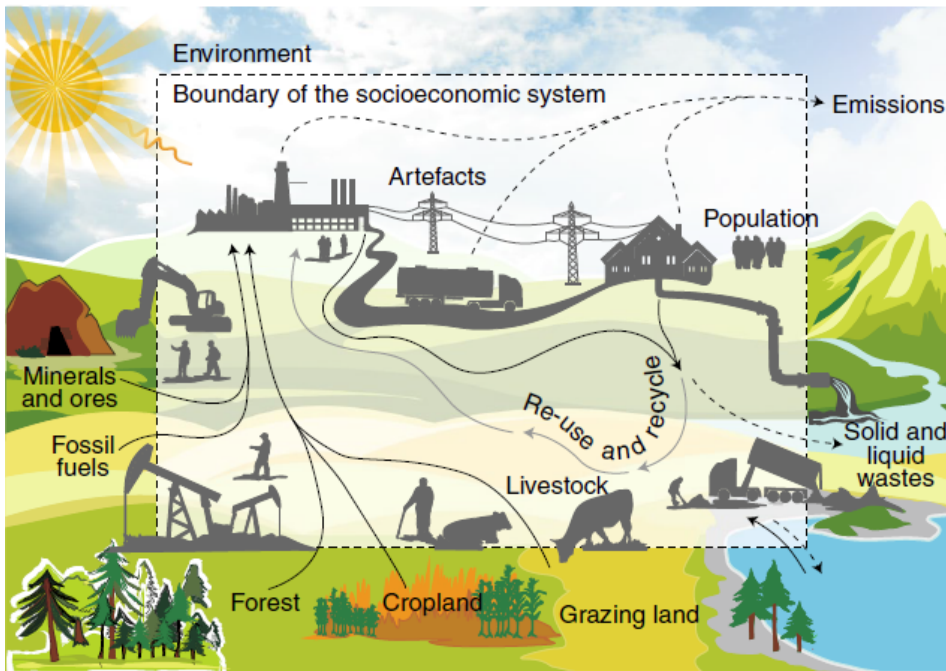 Environment
Boundary of the socioeconomic system
Emissions
Artefacts
Population
Minerals
and ores
Fossil
fuels
Re-use and recycle
Solid and
liquid
wastes
Livestock
Forest
Cropland
Grazing land